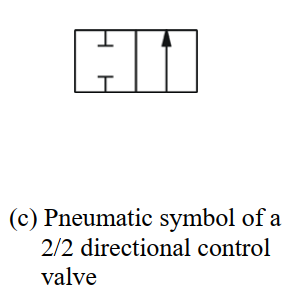 (c) Pneumatic symbol of a
2/2 directional control
valve